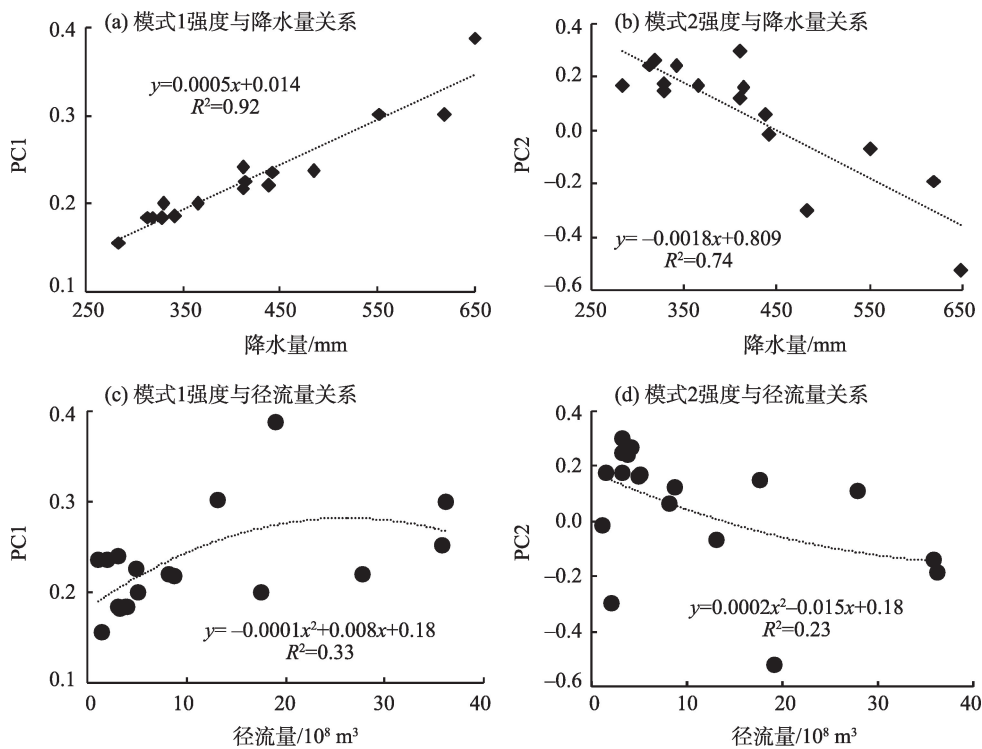 (a) 模式1强度与降水量关系
0.4
0.3
0.2
0.1
PC1
y=0.0005x+0.014
R²=0.92
250
350
450
550
650
降水量/mm
(b) 模式2强度与降水量关系
0.4
0.2
0.0
−0.2
−0.4
−0.6
PC2
y= −0.0018x+0.809
R²=0.74
250
350
450
550
650
降水量/mm
(c) 模式1强度与径流量关系
0.4
0.3
0.2
0.1
PC1
y= −0.0001x²+0.008x+0.18
R²=0.33
0
10
20
30
40
径流量/10⁸ m³
(d) 模式2强度与径流量关系
0.4
0.2
0.0
−0.2
−0.4
−0.6
PC2
y=0.0002x²−0.015x+0.18
R²=0.23
0
10
20
30
40
径流量/10⁸ m³